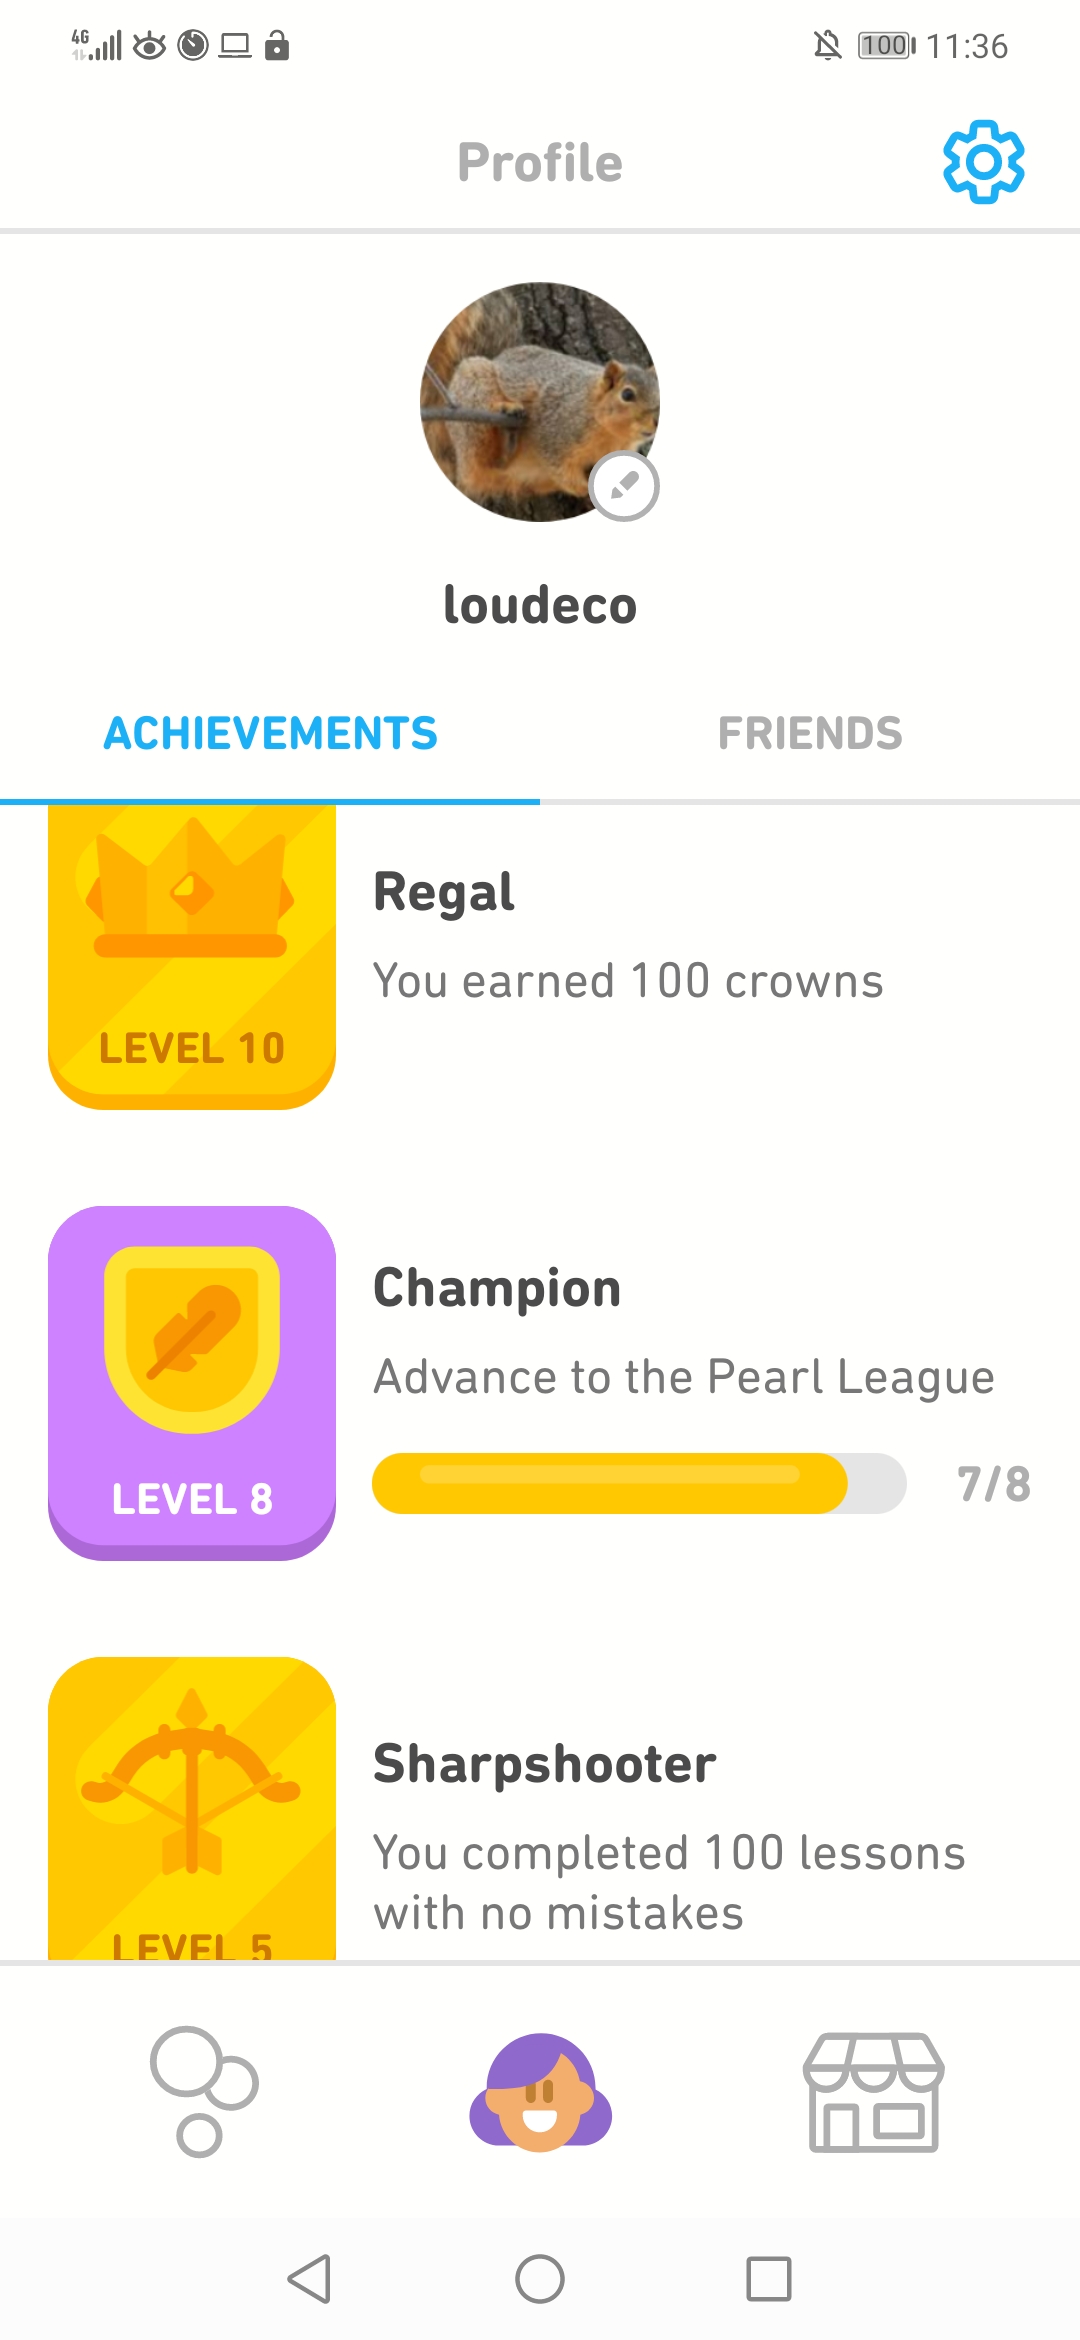 4G
100 11:36
Profile
loudeco
ACHIEVEMENTS FRIENDS
Regal
You earned 100 crowns
LEVEL 10
Champion
Advance to the Pearl League
7/8
LEVEL 8
Sharpshooter
You completed 100 lessons
with no mistakes
LEVEL 5